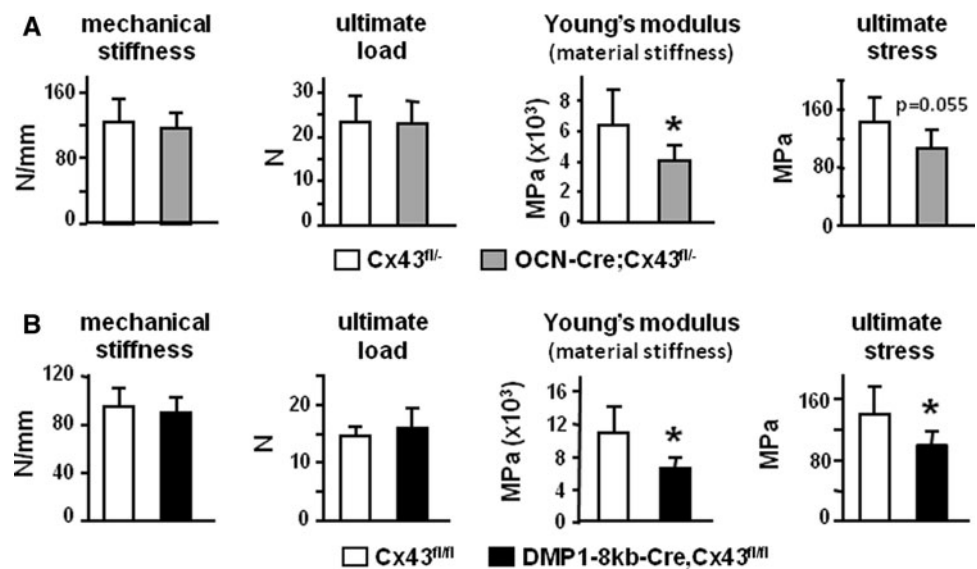 A
mechanical stiffness
ultimate load
Young's modulus
(material stiffness)
ultimate stress
N/mm
160
80
0
N
30
20
10
0
MPa (x10³)
8
6
4
2
0
*
MPa
160
80
0
p=0.055
Cx43fl/-
OCN-Cre;Cx43fl/-
B
mechanical stiffness
ultimate load
Young's modulus
(material stiffness)
ultimate stress
N/mm
120
80
40
0
N
20
10
0
MPa (x10³)
16
12
8
4
0
*
MPa
160
80
0
*
Cx43fl/fl
DMP1-8kb-Cre,Cx43fl/fl